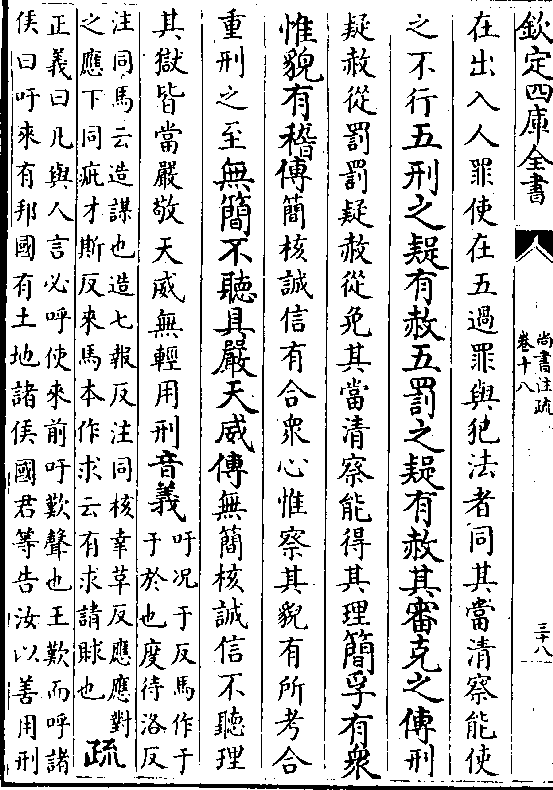 欽定四庫全書
尚書注疏
卷十八
三十八
在出入人罪使在五過罪與犯法者同其當清察能使
之不行五刑之疑有赦五罰之疑有赦其審克之傳刑
疑赦從罰罰疑赦從免其當清察能得其理簡孚有衆
惟貌有稽傳簡核誠信有合衆心惟察其貌有所考合
重刑之至無簡不聽具嚴天威傳無簡核誠信不聽理
其獄皆當嚴敬天威無輕用刑音義
吁况于反馬作于
于於也度待洛反
注同馬云造謀也造七報反注同核幸革反應應對
之應下同疵才斯反來馬本作求云有求請賕也
疏
正義曰凡與人言必呼使來前吁歎聲也王歎而呼諸
侯曰吁來有邦國有土地諸侯國君等告汝以善用刑